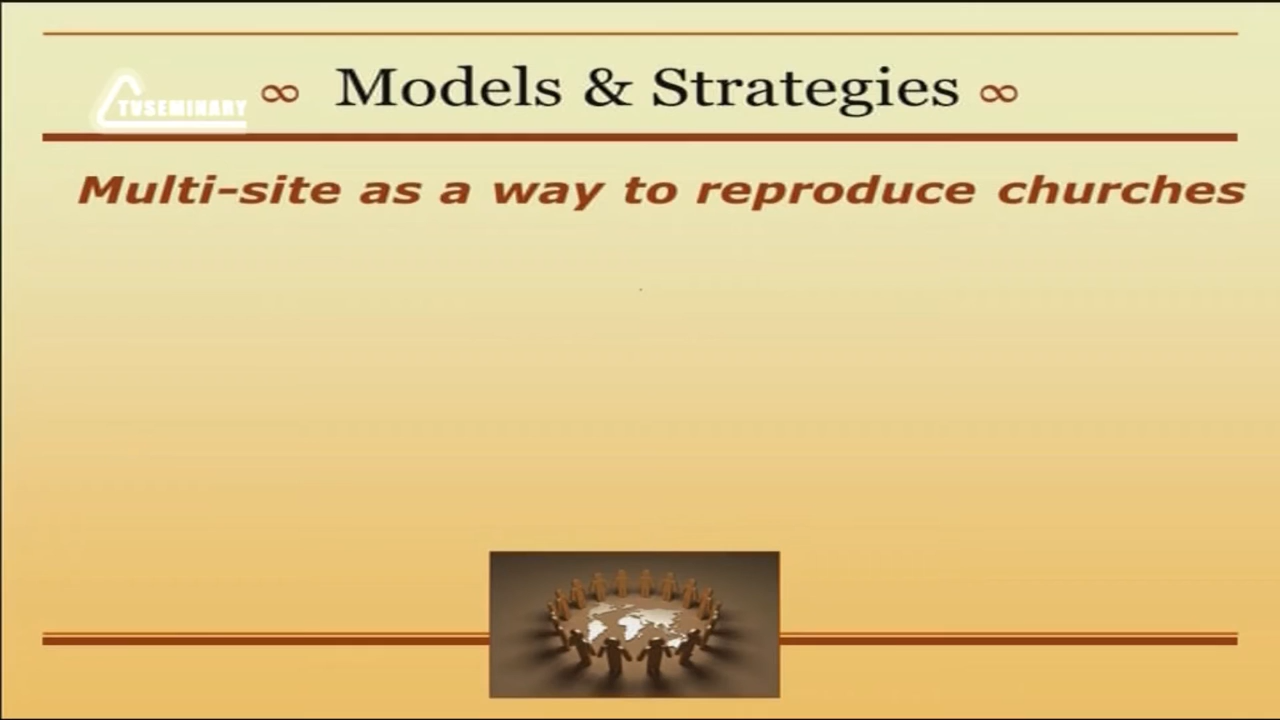 ∞ Models & Strategies ∞
TVSEMINARY
Multi-site as a way to reproduce churches